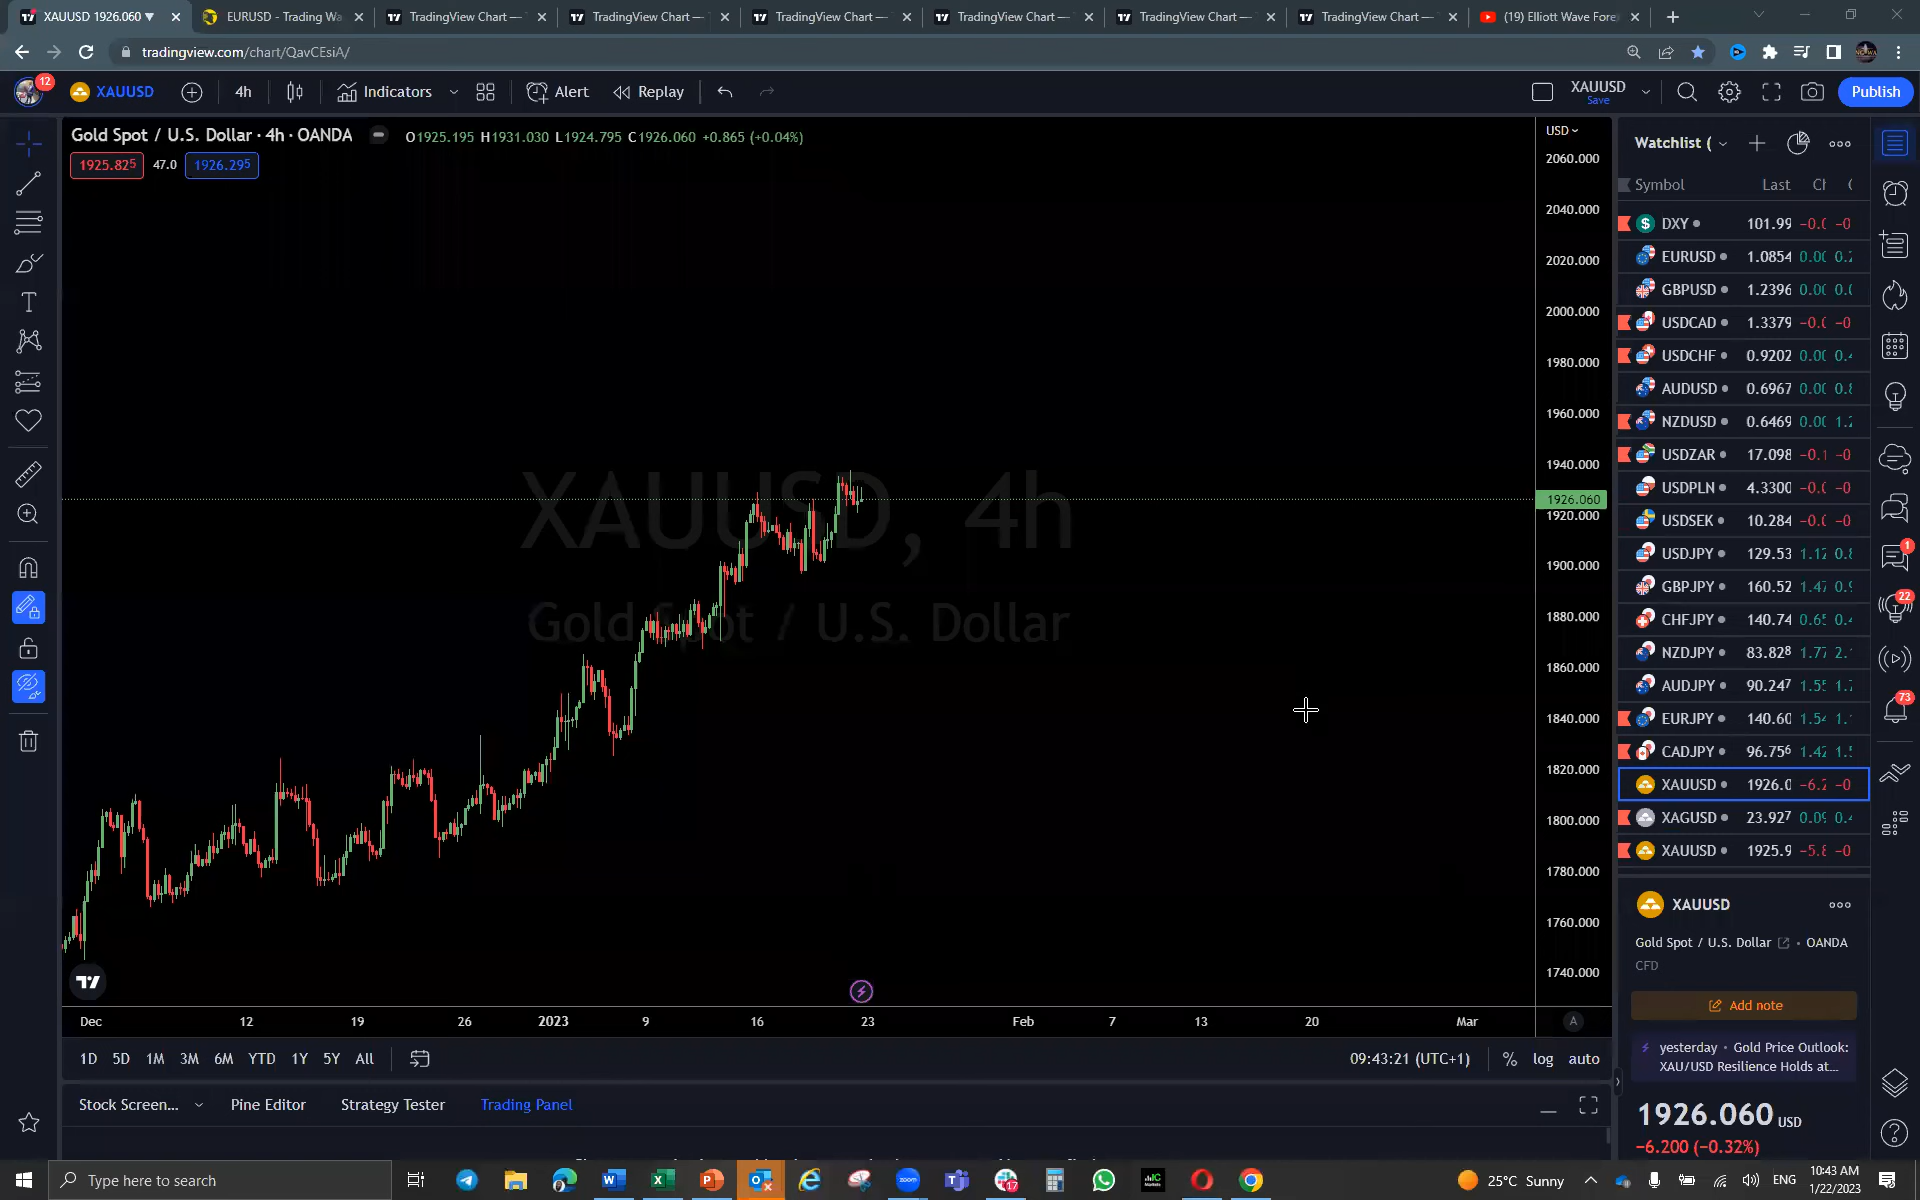 XAUUSD 1926.060
EURUSD - Trading Wa
TradingView Chart —
TradingView Chart —
TradingView Chart —
TradingView Chart —
TradingView Chart —
TradingView Chart —
(19) Elliott Wave Fore
tradingview.com/chart/QavCEsiA/
12
XAUUSD
4h
Indicators
Alert
Replay
XAUUSD
Save
Publish
Gold Spot / U.S. Dollar · 4h · OANDA
O1925.195 H1931.030 L1924.795 C1926.060 +0.865 (+0.04%)
1925.825 47.0 1926.295
XAUUSD, 4h
Gold Spot / U.S. Dollar
USD
2060.000
2040.000
2020.000
2000.000
1980.000
1960.000
1940.000
1926.060
1920.000
1900.000
1880.000
1860.000
1840.000
1820.000
1800.000
1780.000
1760.000
1740.000
Dec 12 19 26 2023 9 16 23 Feb 7 13 20 Mar
A
1D 5D 1M 3M 6M YTD 1Y 5Y All
09:43:21 (UTC+1) % log auto
Stock Screen... Pine Editor Strategy Tester Trading Panel
Watchlist (
Symbol Last
DXY 101.99
EURUSD 1.0854
GBPUSD 1.2396
USDCAD 1.3379
USDCHF 0.9202
AUDUSD 0.6967
NZDUSD 0.6469
USDZAR 17.098
USDPLN 4.3300
USDSEK 10.284
USDJPY 129.53
GBPJPY 160.52
CHFJPY 140.74
NZDJPY 83.828
AUDJPY 90.247
EURJPY 140.60
CADJPY 96.756
XAUUSD 1926.0
XAGUSD 23.927
XAUUSD 1925.9
1
22
73
XAUUSD
Gold Spot / U.S. Dollar · OANDA
CFD
Add note
yesterday · Gold Price Outlook:
XAU/USD Resilience Holds at...
1926.060 USD
−6.200 (−0.32%)
Type here to search
17
25°C Sunny
ENG
10:43 AM
1/22/2023